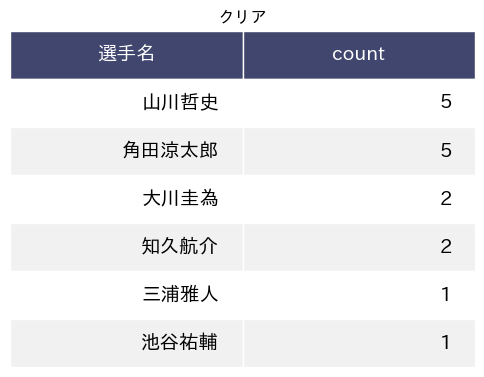 クリア
選手名 count
山川哲史 5
角田涼太郎 5
大川圭為 2
知久航介 2
三浦雅人 1
池谷祐輔 1